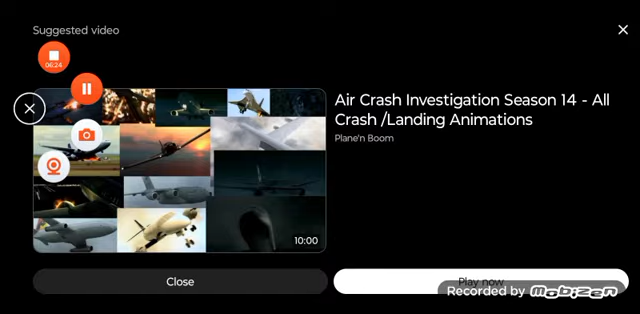 Suggested video
06:24
Air Crash Investigation Season 14 - All
Crash /Landing Animations
Plane'n Boom
10:00
Close
Play now
Recorded by mobizen